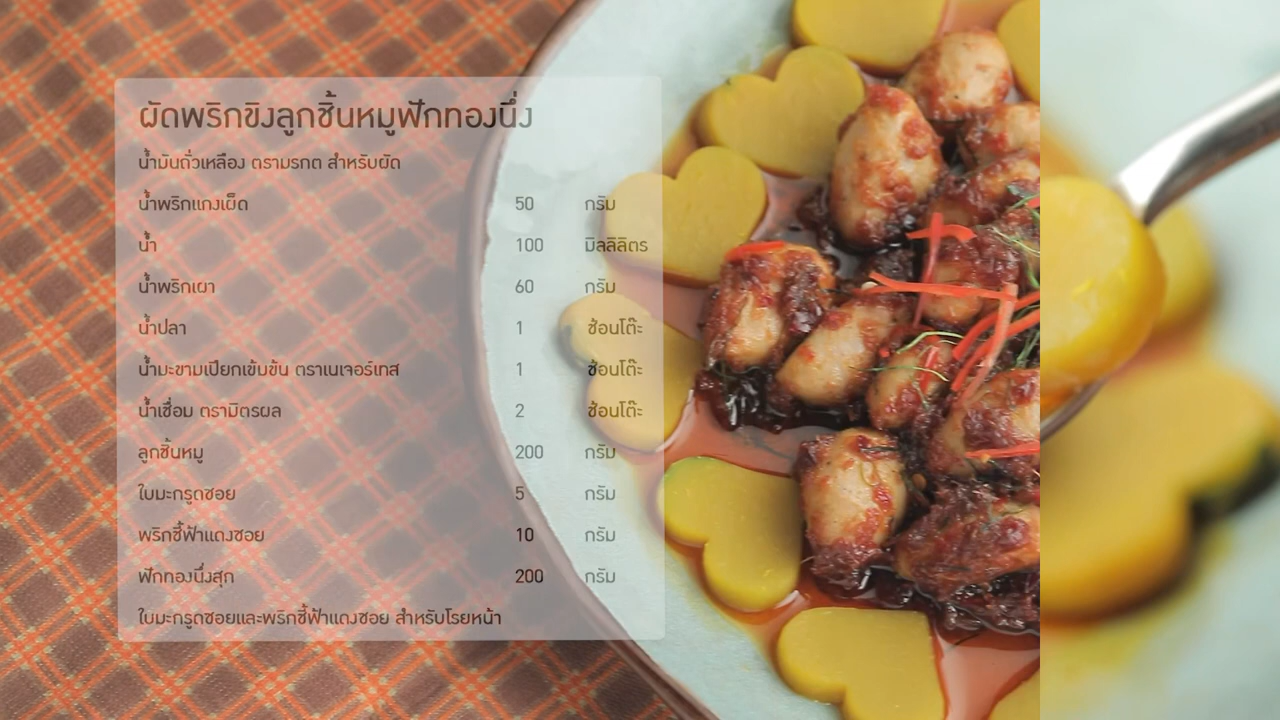 ผัดพริกขิงลูกชิ้นหมูฟักทองนึ่ง
น้ำมันถั่วเหลือง ตรามรกต สำหรับผัด
น้ำพริกแกงเผ็ด 50 กรัม
น้ำ 100 มิลลิลิตร
น้ำพริกเผา 60 กรัม
น้ำปลา 1 ช้อนโต๊ะ
น้ำมะขามเปียกเข้มข้น ตราเนเจอร์เทส 1 ช้อนโต๊ะ
น้ำเชื่อม ตรามิตรผล 2 ช้อนโต๊ะ
ลูกชิ้นหมู 200 กรัม
ใบมะกรูดซอย 5 กรัม
พริกชี้ฟ้าแดงซอย 10 กรัม
ฟักทองนึ่งสุก 200 กรัม
ใบมะกรูดซอยและพริกชี้ฟ้าแดงซอย สำหรับโรยหน้า